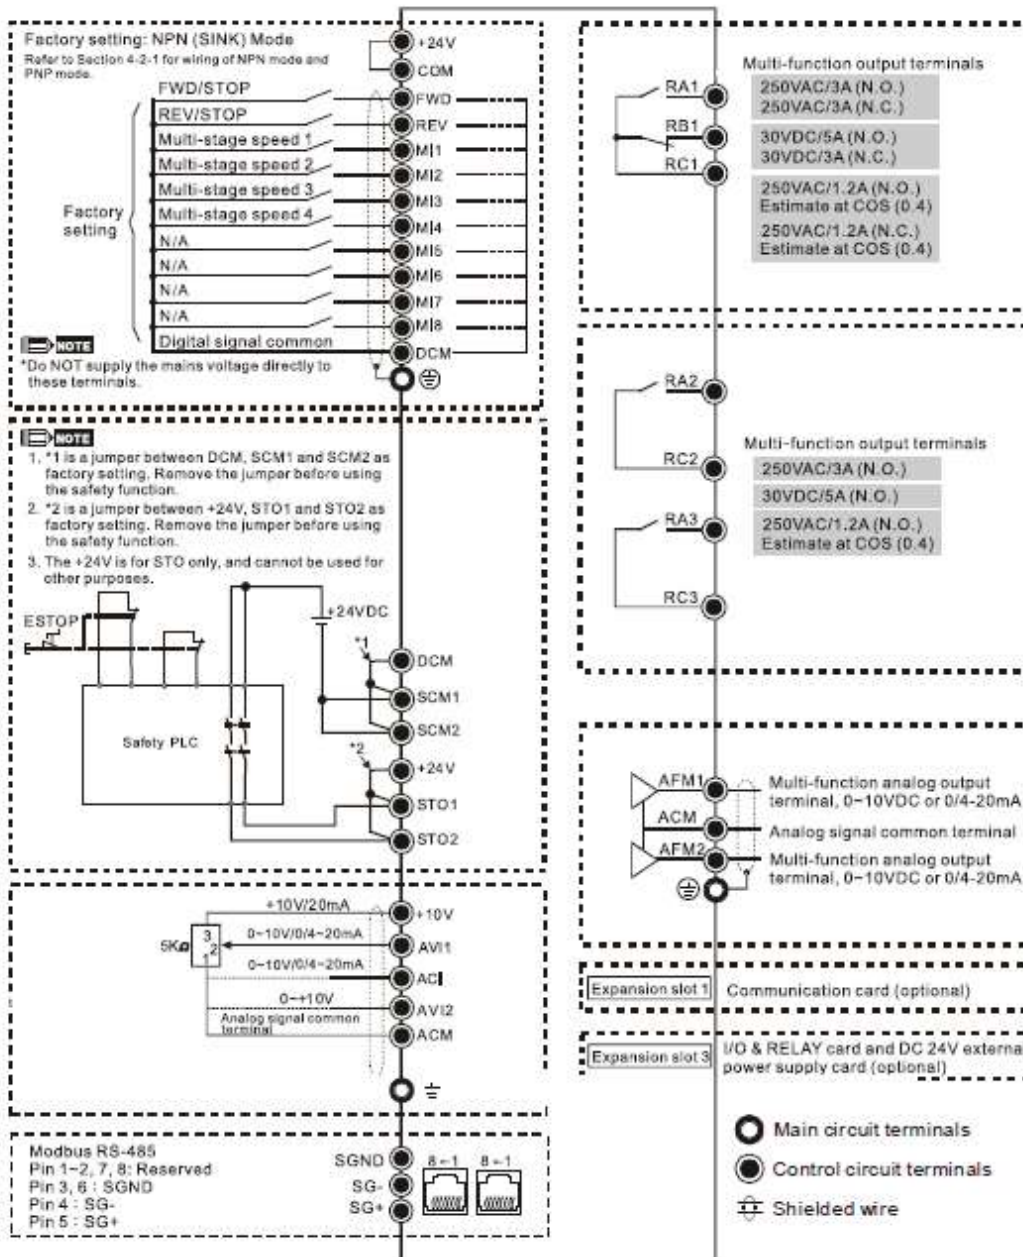 Factory setting: NPN (SINK) Mode
Refer to Section 4-2-1 for wiring of NPN mode and
PNP mode.
+24V
COM
FWD/STOP
FWD
REV/STOP
REV
Multi-stage speed 1
MI1
Multi-stage speed 2
MI2
Multi-stage speed 3
MI3
Multi-stage speed 4
MI4
Factory
setting
N/A
MI5
N/A
MI6
N/A
MI7
N/A
MI8
Digital signal common
DCM
NOTE
*Do NOT supply the mains voltage directly to
these terminals.
NOTE
1. *1 is a jumper between DCM, SCM1 and SCM2 as
factory setting. Remove the jumper before using
the safety function.
2. *2 is a jumper between +24V, STO1 and STO2 as
factory setting. Remove the jumper before using
the safety function.
3. The +24V is for STO only, and cannot be used for
other purposes.
ESTOP
+24VDC
*1
DCM
SCM1
SCM2
Safety PLC
*2
+24V
STO1
STO2
+10V/20mA
+10V
5KΩ
3
2
1
0~10V/0/4~20mA
AVI1
0~10V/0/4~20mA
ACI
0~+10V
AVI2
Analog signal common
terminal
ACM
Modbus RS-485
Pin 1~2, 7, 8: Reserved
Pin 3, 6 : SGND
Pin 4 : SG-
Pin 5 : SG+
SGND
SG-
SG+
8←1
8←1
Multi-function output terminals
RA1
RB1
RC1
250VAC/3A (N.O.)
250VAC/3A (N.C.)
30VDC/5A (N.O.)
30VDC/3A (N.C.)
250VAC/1.2A (N.O.)
Estimate at COS (0.4)
250VAC/1.2A (N.C.)
Estimate at COS (0.4)
RA2
RC2
RA3
RC3
Multi-function output terminals
250VAC/3A (N.O.)
30VDC/5A (N.O.)
250VAC/1.2A (N.O.)
Estimate at COS (0.4)
AFM1
Multi-function analog output
terminal, 0~10VDC or 0/4-20mA
ACM
Analog signal common terminal
AFM2
Multi-function analog output
terminal, 0~10VDC or 0/4-20mA
Expansion slot 1
Communication card (optional)
Expansion slot 3
I/O & RELAY card and DC 24V externa
power supply card (optional)
Main circuit terminals
Control circuit terminals
Shielded wire